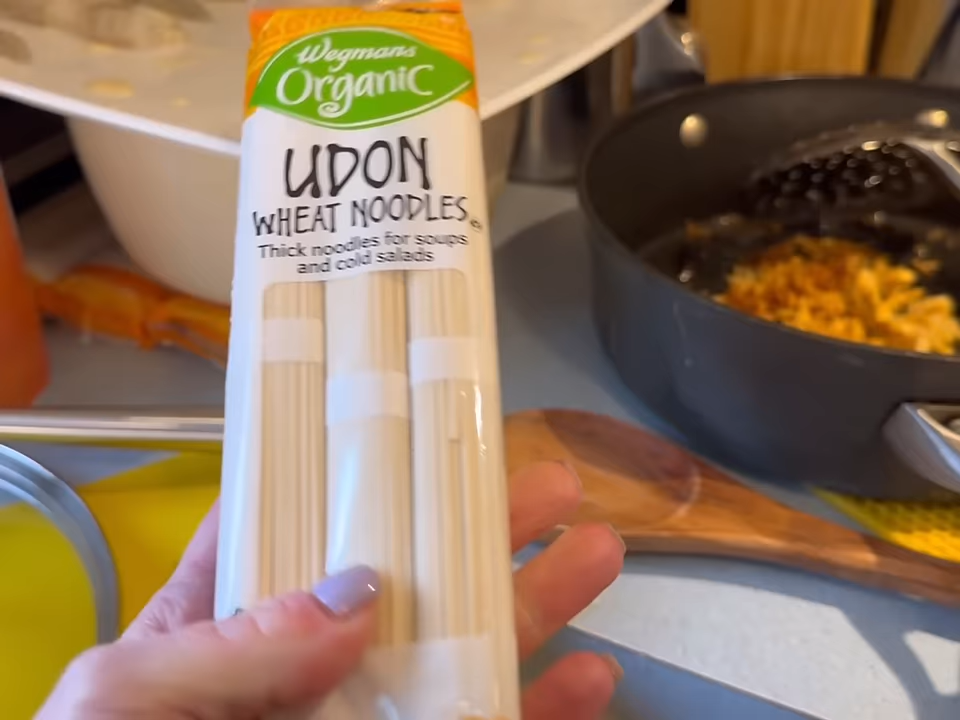 Wegmans
Organic
UDON
WHEAT NOODLES
Thick noodles for soups
and cold salads